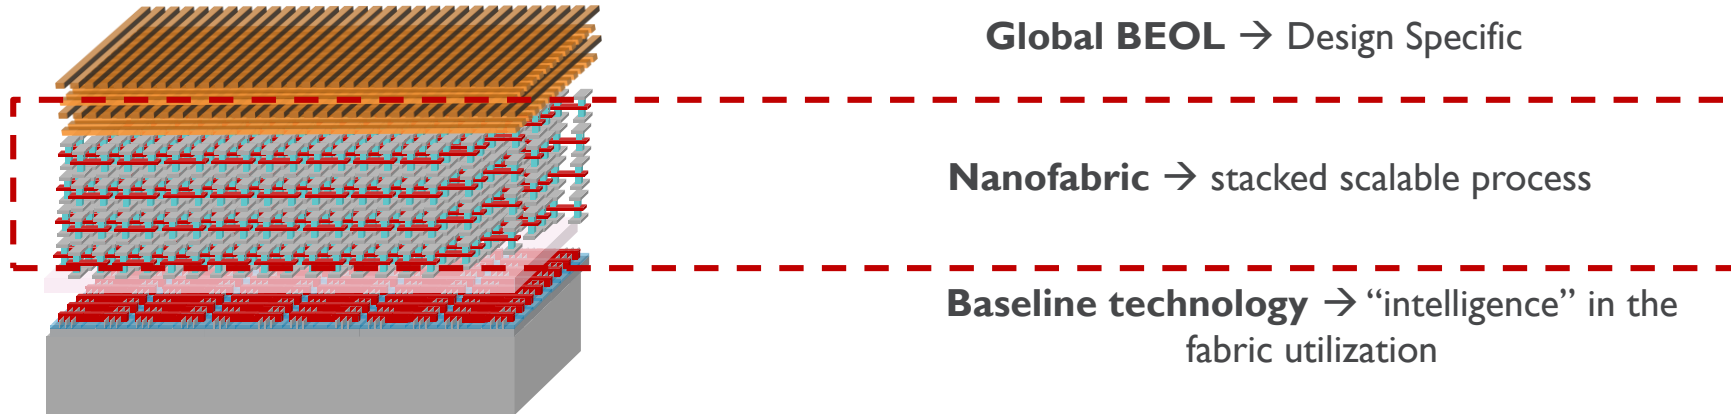 Global BEOL → Design Specific
Nanofabric → stacked scalable process
Baseline technology → “intelligence” in the
fabric utilization